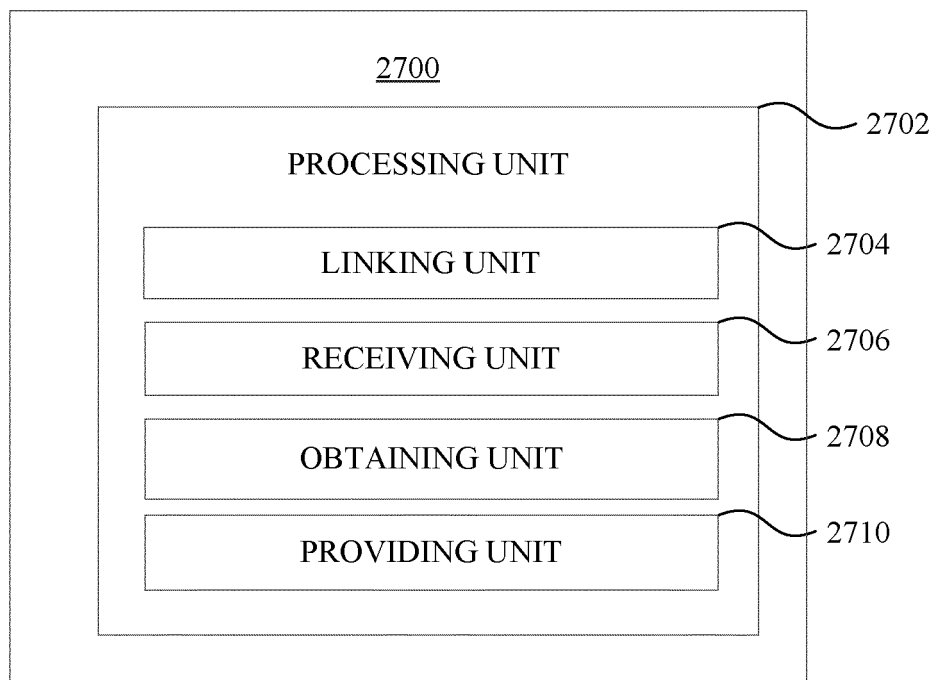 2700
2702
PROCESSING UNIT
2704
LINKING UNIT
2706
RECEIVING UNIT
2708
OBTAINING UNIT
2710
PROVIDING UNIT